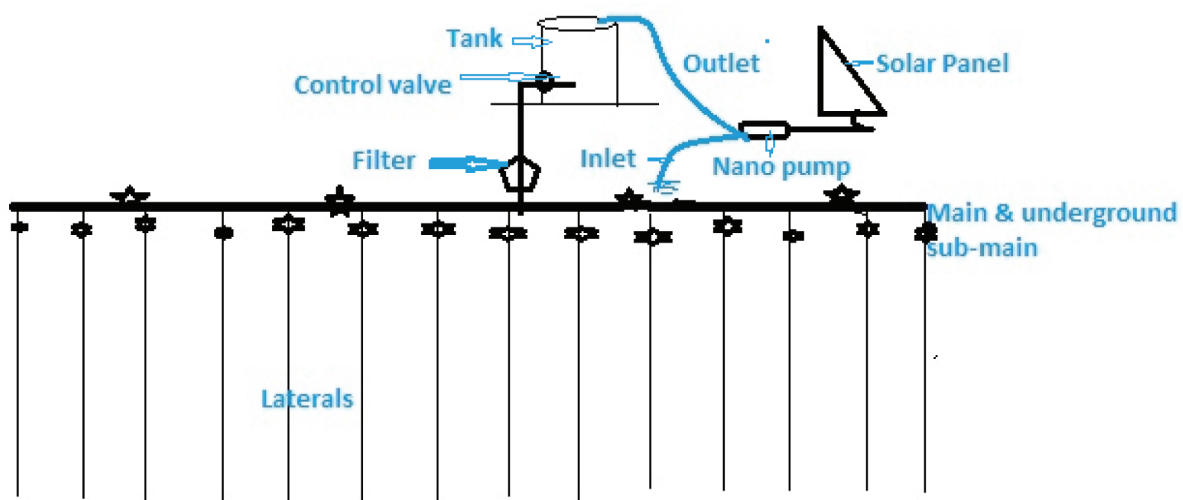 Tank
Outlet
Solar Panel
Control valve
Filter
Inlet
Nano pump
Main & underground
sub-main
Laterals